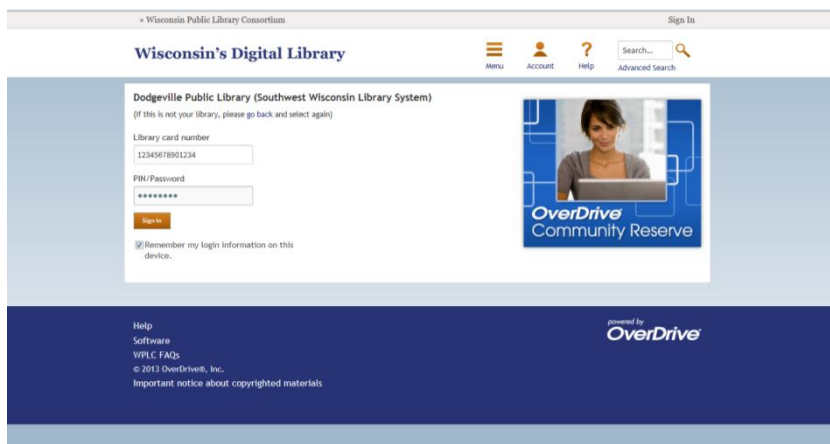 « Wisconsin Public Library Consortium
Sign In
Wisconsin's Digital Library
Menu
Account
?
Help
Search...
Advanced Search
Dodgeville Public Library (Southwest Wisconsin Library System)
(If this is not your library, please go back and select again)
Library card number
12345678901234
PIN/Password
••••••••
Sign In
Remember my login information on this
device.
OverDrive
Community Reserve
Help
Software
WPLC FAQs
© 2013 OverDrive®, Inc.
Important notice about copyrighted materials
powered by
OverDrive®